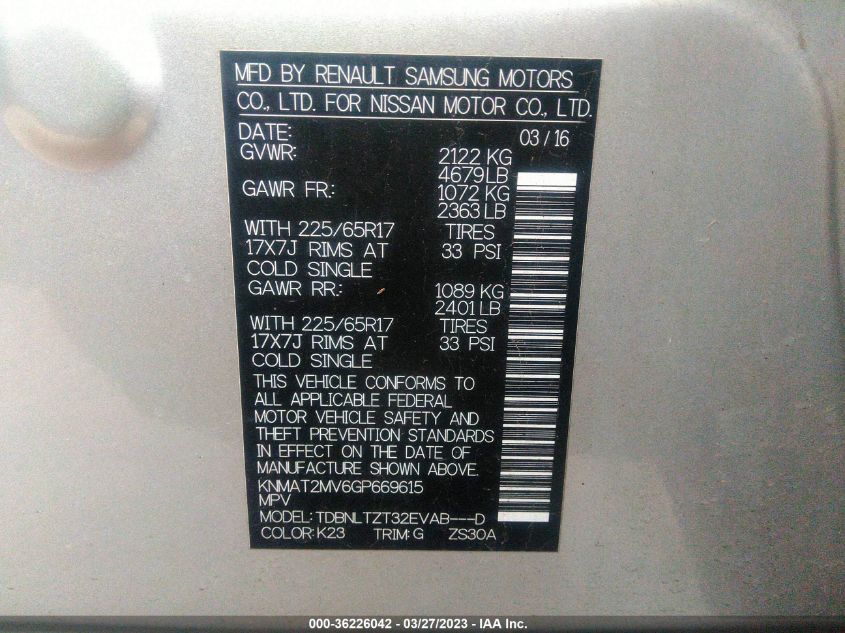 MFD BY RENAULT SAMSUNG MOTORS
CO., LTD. FOR NISSAN MOTOR CO., LTD.
DATE: 03 / 16
GVWR: 2122 KG
4679LB
GAWR FR: 1072 KG
2363LB
WITH 225/65R17 TIRES
17X7J RIMS AT 33 PSI
COLD SINGLE
GAWR RR: 1089 KG
2401LB
WITH 225/65R17 TIRES
17X7J RIMS AT 33 PSI
COLD SINGLE
THIS VEHICLE CONFORMS TO
ALL APPLICABLE FEDERAL
MOTOR VEHICLE SAFETY AND
THEFT PREVENTION STANDARDS
IN EFFECT ON THE DATE OF
MANUFACTURE SHOWN ABOVE.
KNMAT2MV6GP669615
MPV
MODEL: TDBNLTZT32EVAB---D
COLOR: K23 TRIM: G ZS30A
000-36226042 - 03/27/2023 - IAA Inc.